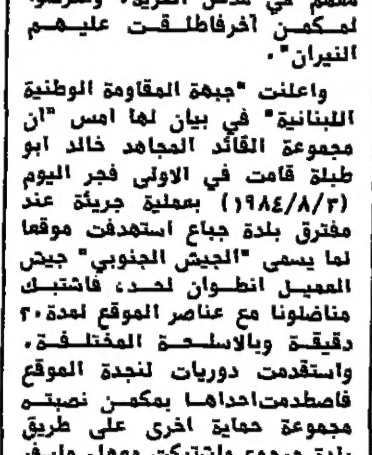 لمكمن آخرفاطلقت عليهم
النيران".
واعلنت "جبهة المقاومة الوطنية
اللبنانية" في بيان لها امس "ان
مجموعة القائد المجاهد خالد ابو
طبلة قامت في الاولى فجر اليوم
(١٩٨٤/٨/٣) بعملية جريئة عند
مفترق بلدة جباع استهدفت موقعا
لما يسمى "الجيش الجنوبي" جيش
العميل انطوان لحد، فاشتبك
مناضلونا مع عناصر الموقع لمدة ٢٠
دقيقة وبالاسلحة المختلفة.
واستقدمت دوريات لنجدة الموقع
فاصطدمت احداها بمكمن نصبته
مجموعة حماية اخرى على طريق
بلدة واشتبكت